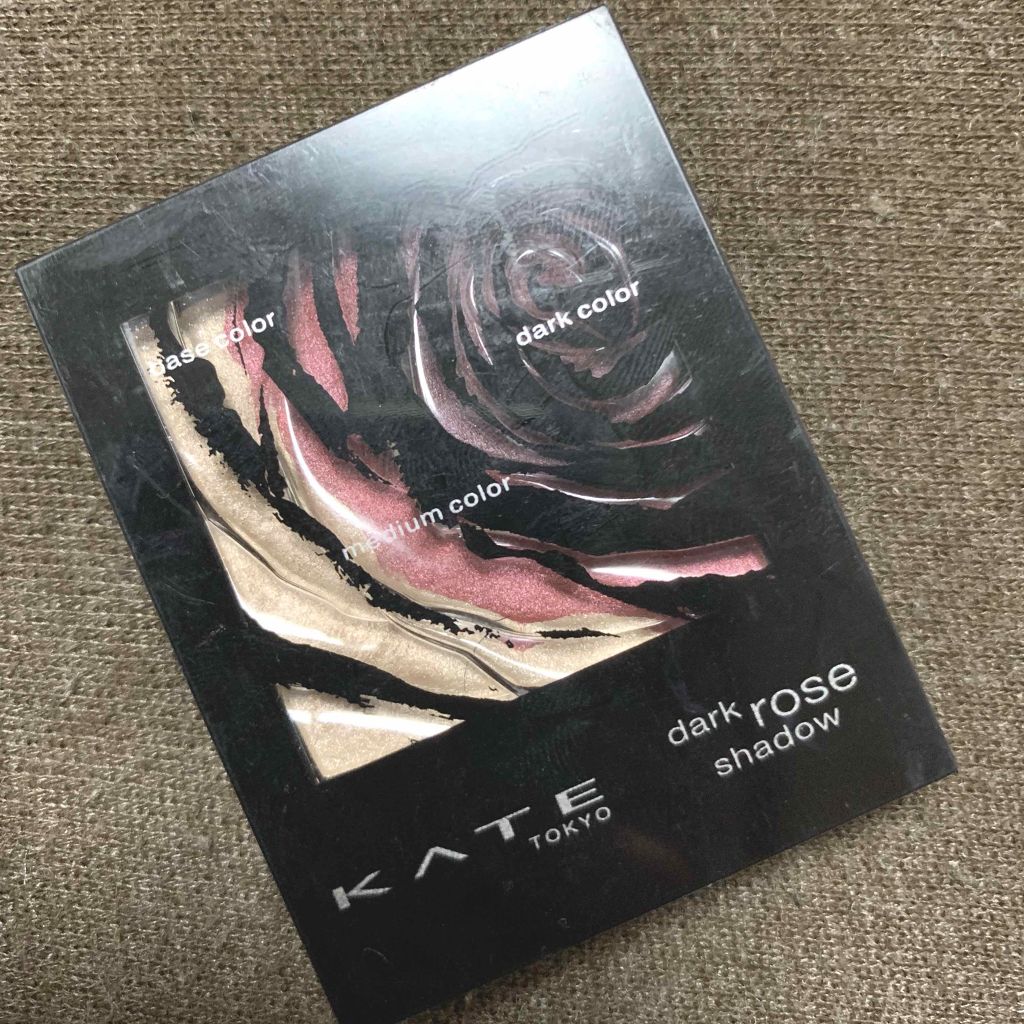 base color
dark color
medium color
dark rose
shadow
KATE
TOKYO